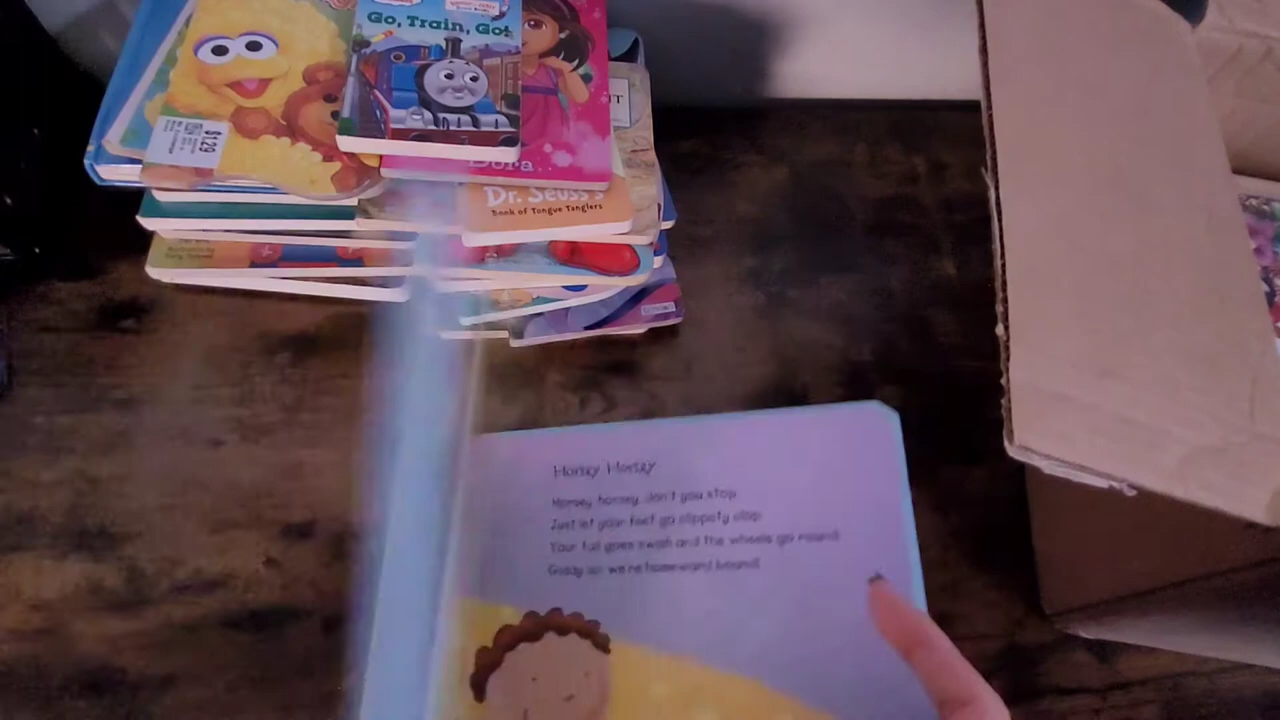 Go, Train, Go!
$1.29
Dora
Dr. Seuss's
Book of Tongue Tanglers
Horsey Horsey
Horsey horsey, don't you stop
Just let your feet go clippety clop
Your tail goes swish and the wheels go round
Giddy up, we're homeward bound!